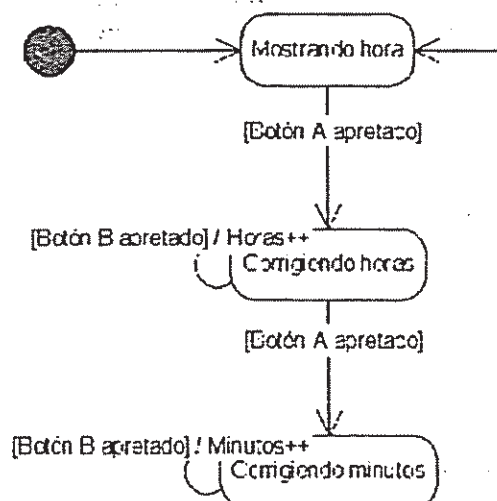 Mostrando hora
[Botón A apretado]
[Botón B apretado] / Horas++
Corrigiendo horas
[Botón A apretado]
[Botón B apretado] / Minutos++
Corrigiendo minutos